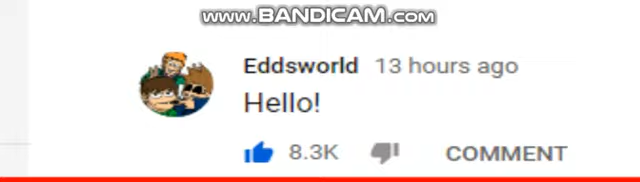 www.BANDICAM.com
Eddsworld 13 hours ago
Hello!
8.3K COMMENT